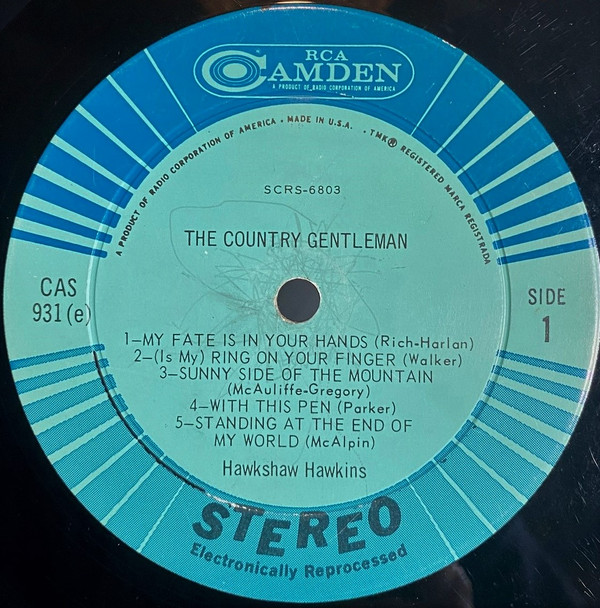 RCA
CAMDEN
A PRODUCT OF RADIO CORPORATION OF AMERICA
A PRODUCT OF RADIO CORPORATION OF AMERICA • MADE IN U.S.A. • TMK® REGISTERED MARCA REGISTRADA
SCRS-6803
THE COUNTRY GENTLEMAN
CAS
931 (e)
SIDE
1
1—MY FATE IS IN YOUR HANDS (Rich-Harlan)
2—(Is My) RING ON YOUR FINGER (Walker)
3—SUNNY SIDE OF THE MOUNTAIN
(McAuliffe-Gregory)
4—WITH THIS PEN (Parker)
5—STANDING AT THE END OF
MY WORLD (McAlpin)
Hawkshaw Hawkins
STEREO
Electronically Reprocessed